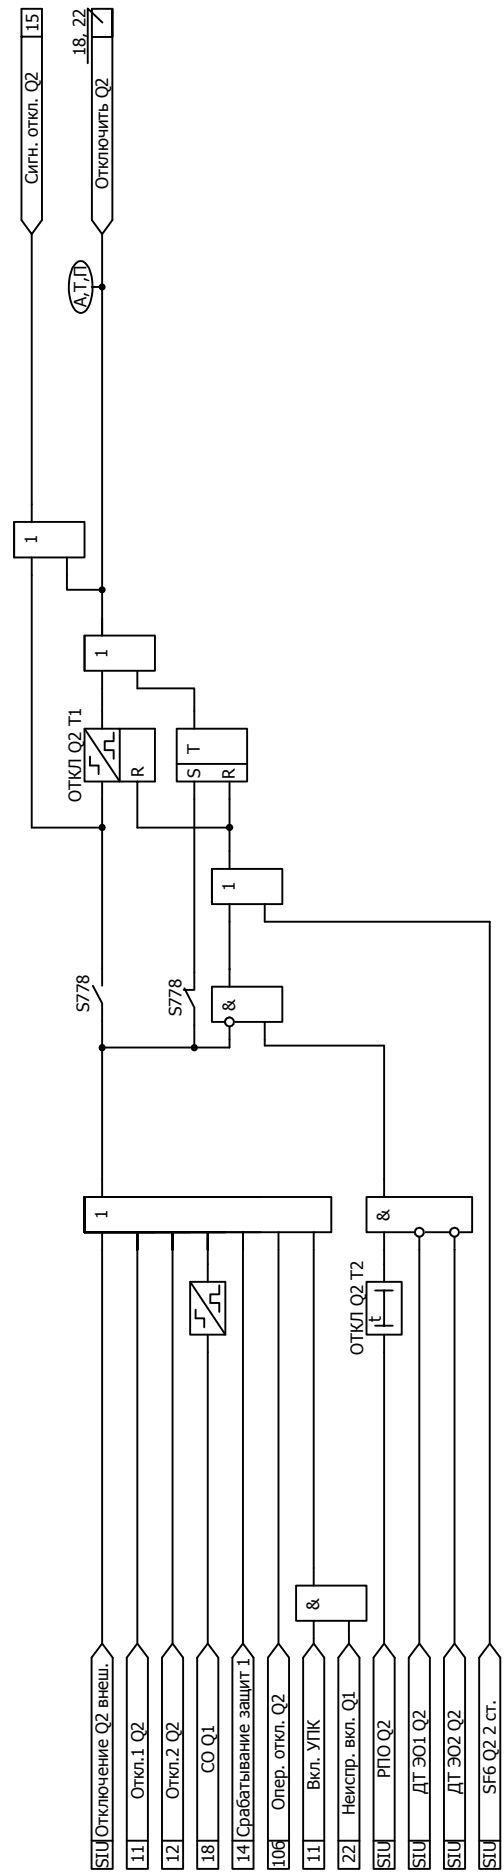 SIU Отключение Q2 внеш.
11 Откл.1 Q2
12 Откл.2 Q2
18 СО Q1
14 Срабатывание защит 1
10б Опер. откл. Q2
11 Вкл. УПК
22 Неиспр. вкл. Q1
SIU РПО Q2
SIU ДТ ЭО1 Q2
SIU ДТ ЭО2 Q2
SIU SF6 Q2 2 ст.
&
ОТКЛ Q2 T2
t
1
&
S778
S778
&
1
ОТКЛ Q2 T1
R
S T
R
1
1
А,Т,П
Сигн. откл. Q2 15
Отключить Q2
18, 22